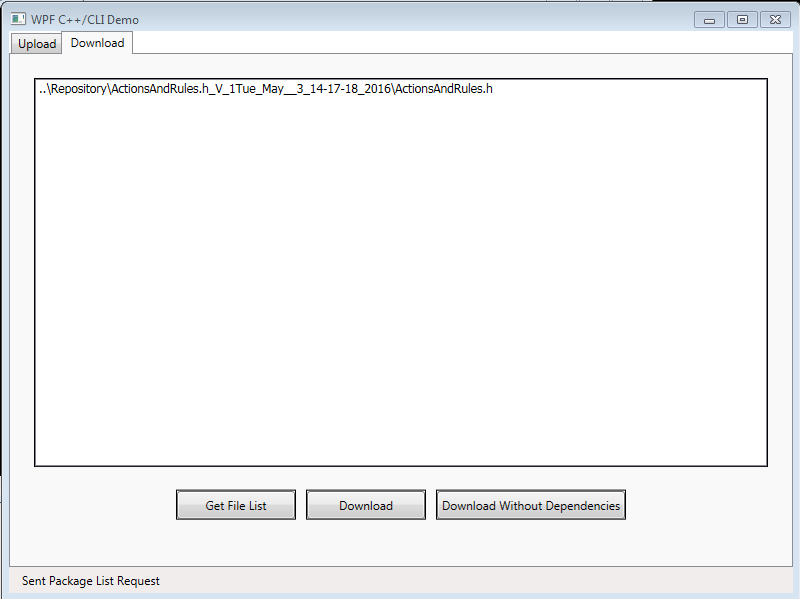 WPF C++/CLI Demo
Upload Download
..\Repository\ActionsAndRules.h_V_1Tue_May__3_14-17-18_2016\ActionsAndRules.h
Get File List Download Download Without Dependencies
Sent Package List Request